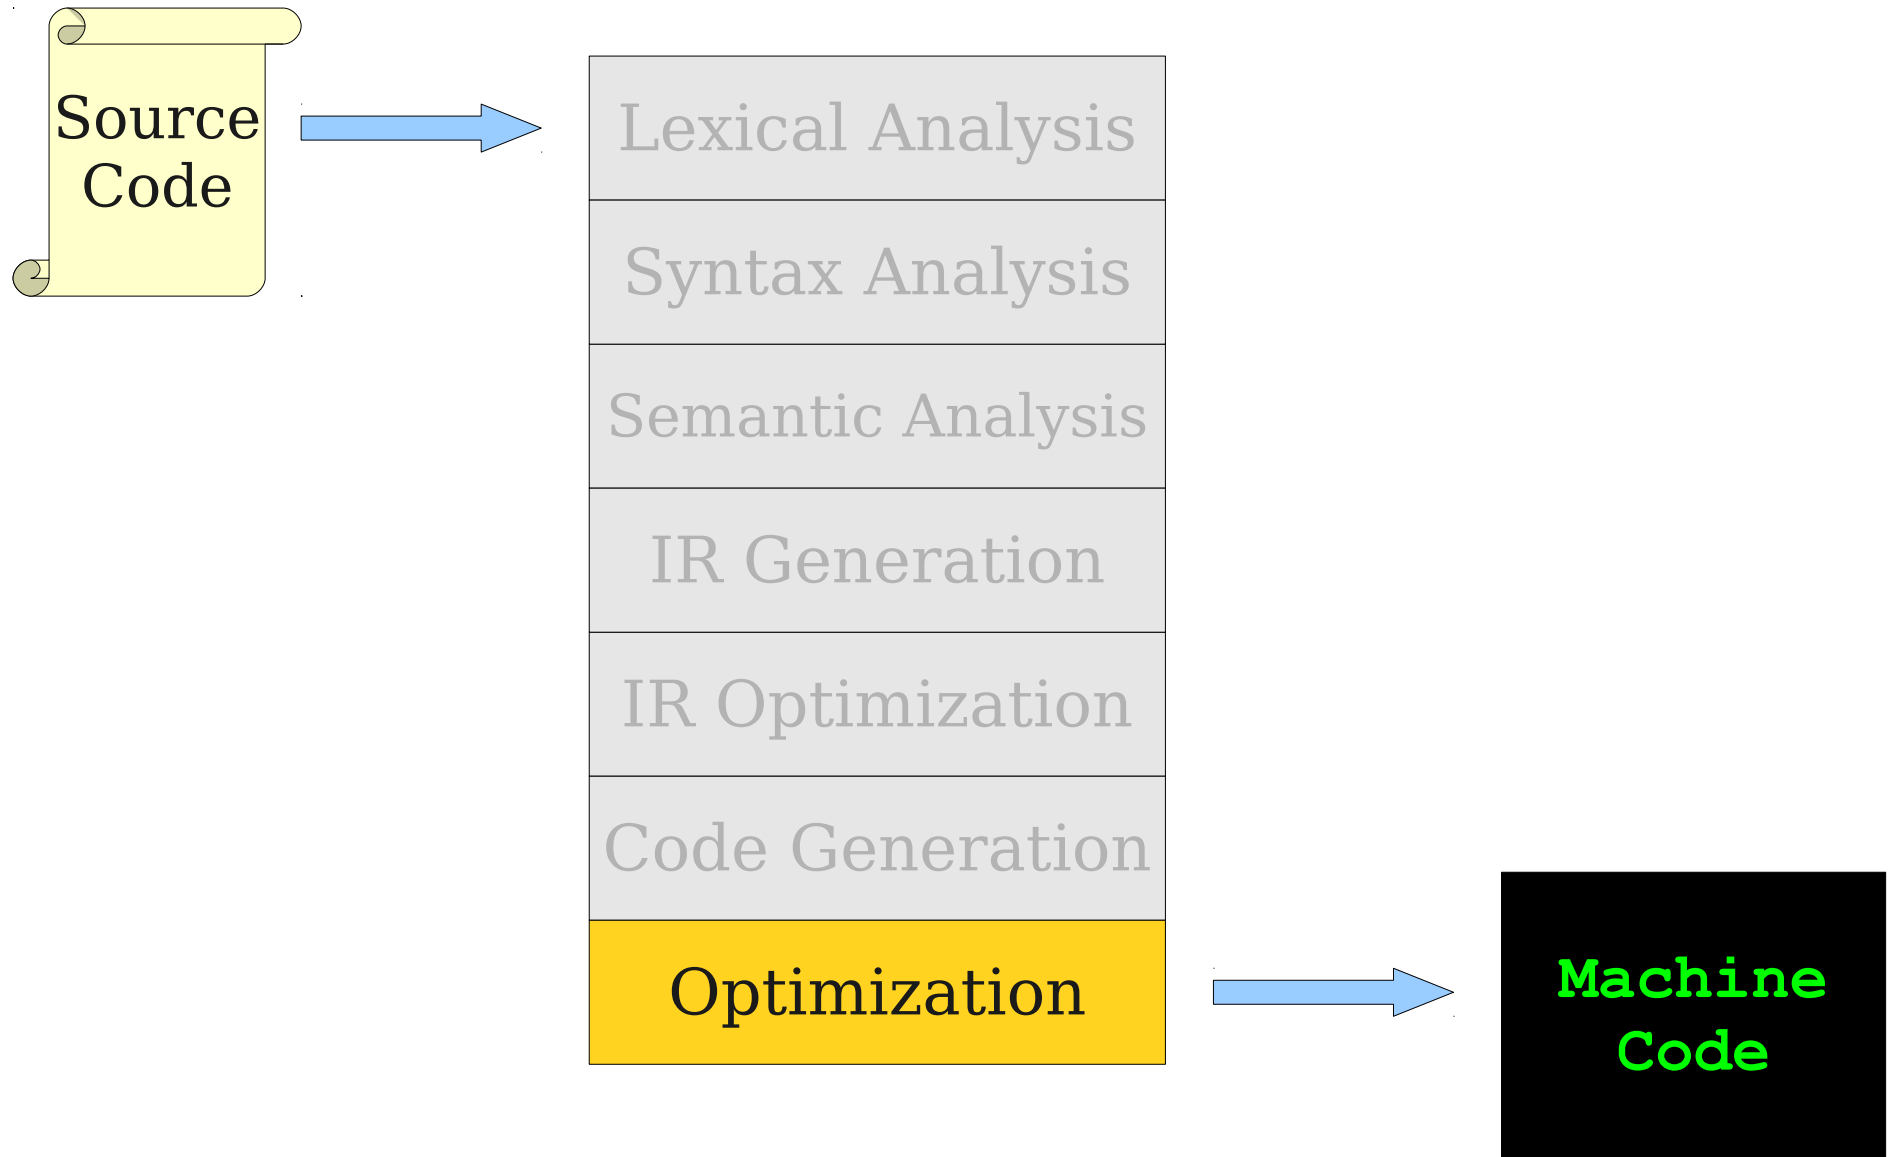 Source
Code
Lexical Analysis
Syntax Analysis
Semantic Analysis
IR Generation
IR Optimization
Code Generation
Optimization
Machine
Code